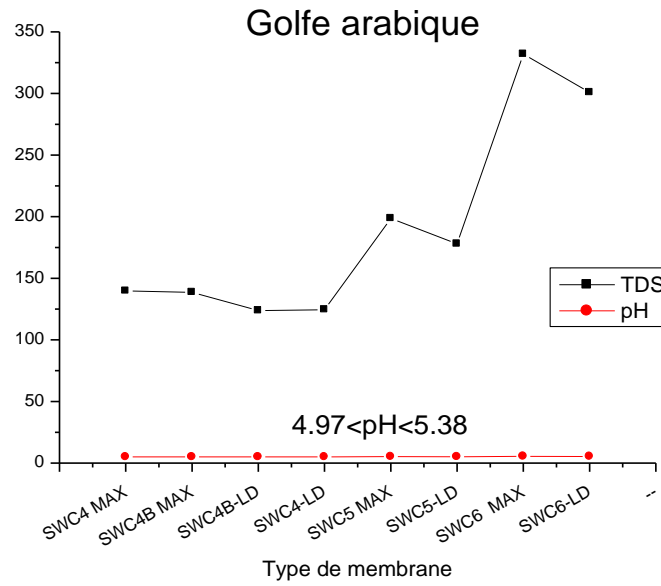 Golfe arabique
350
300
250
200
150
100
50
0
TDS
pH
4.97<pH<5.38
SWC4 MAX
SWC4B MAX
SWC4B-LD
SWC4-LD
SWC5 MAX
SWC5-LD
SWC6 MAX
SWC6-LD
--
Type de membrane